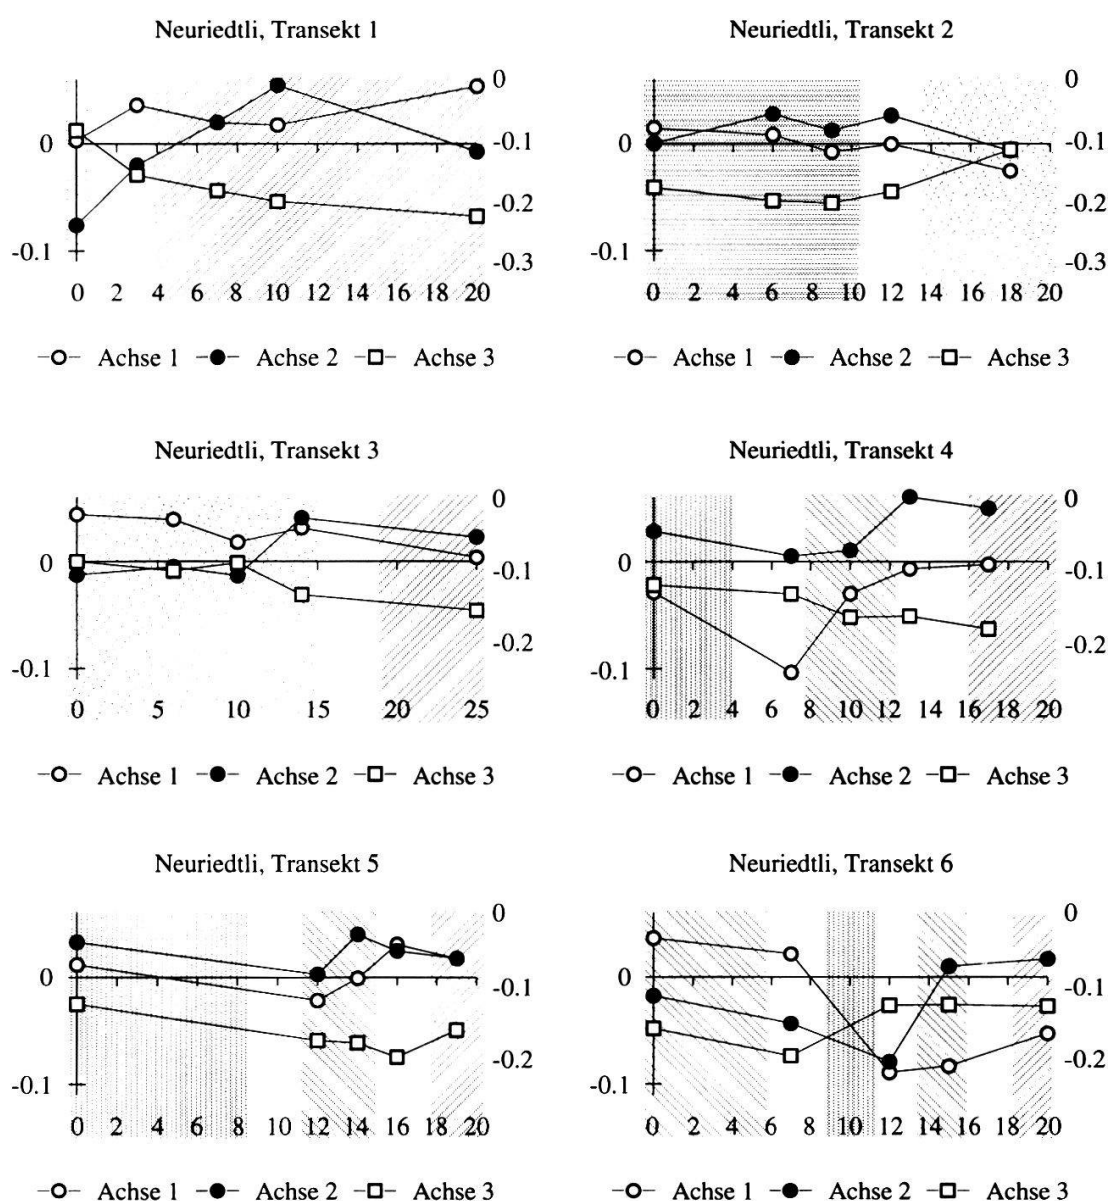 Neuriedtli, Transekt 1
0
0
-0.1
-0.2
-0.1
-0.3
0 2 4 6 8 10 12 14 16 18 20
Achse 1 Achse 2 Achse 3
Neuriedtli, Transekt 2
0
0
-0.1
-0.2
-0.1
-0.3
0 2 4 6 8 10 12 14 16 18 20
Achse 1 Achse 2 Achse 3
Neuriedtli, Transekt 3
0
0
-0.1
-0.2
-0.1
0 5 10 15 20 25
Achse 1 Achse 2 Achse 3
Neuriedtli, Transekt 4
0
0
-0.1
-0.2
-0.1
0 2 4 6 8 10 12 14 16 18 20
Achse 1 Achse 2 Achse 3
Neuriedtli, Transekt 5
0
0
-0.1
-0.2
-0.1
0 2 4 6 8 10 12 14 16 18 20
Achse 1 Achse 2 Achse 3
Neuriedtli, Transekt 6
0
0
-0.1
-0.2
-0.1
0 2 4 6 8 10 12 14 16 18 20
Achse 1 Achse 2 Achse 3